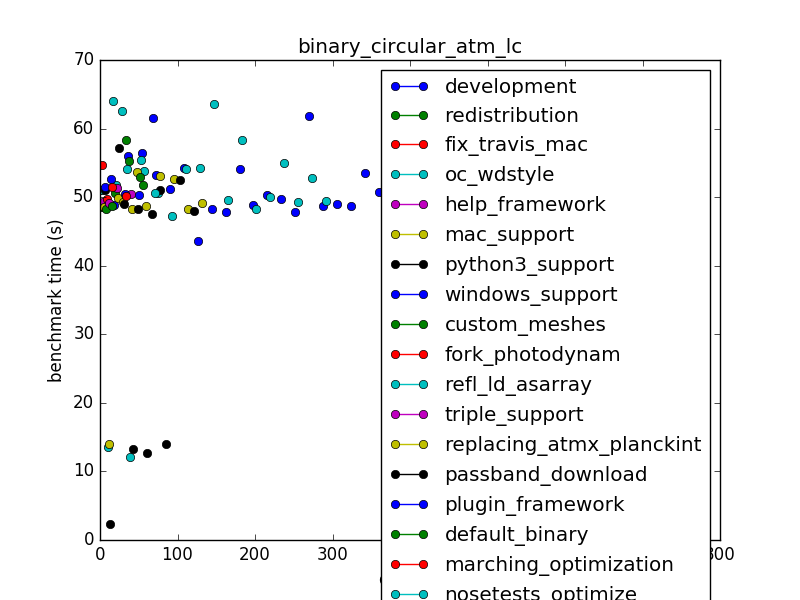 binary_circular_atm_lc
benchmark time (s)
70
60
50
40
30
20
10
0
0 100 200 300
development
redistribution
fix_travis_mac
oc_wdstyle
help_framework
mac_support
python3_support
windows_support
custom_meshes
fork_photodynam
refl_ld_asarray
triple_support
replacing_atmx_planckint
passband_download
plugin_framework
default_binary
marching_optimization
nosetests_optimize